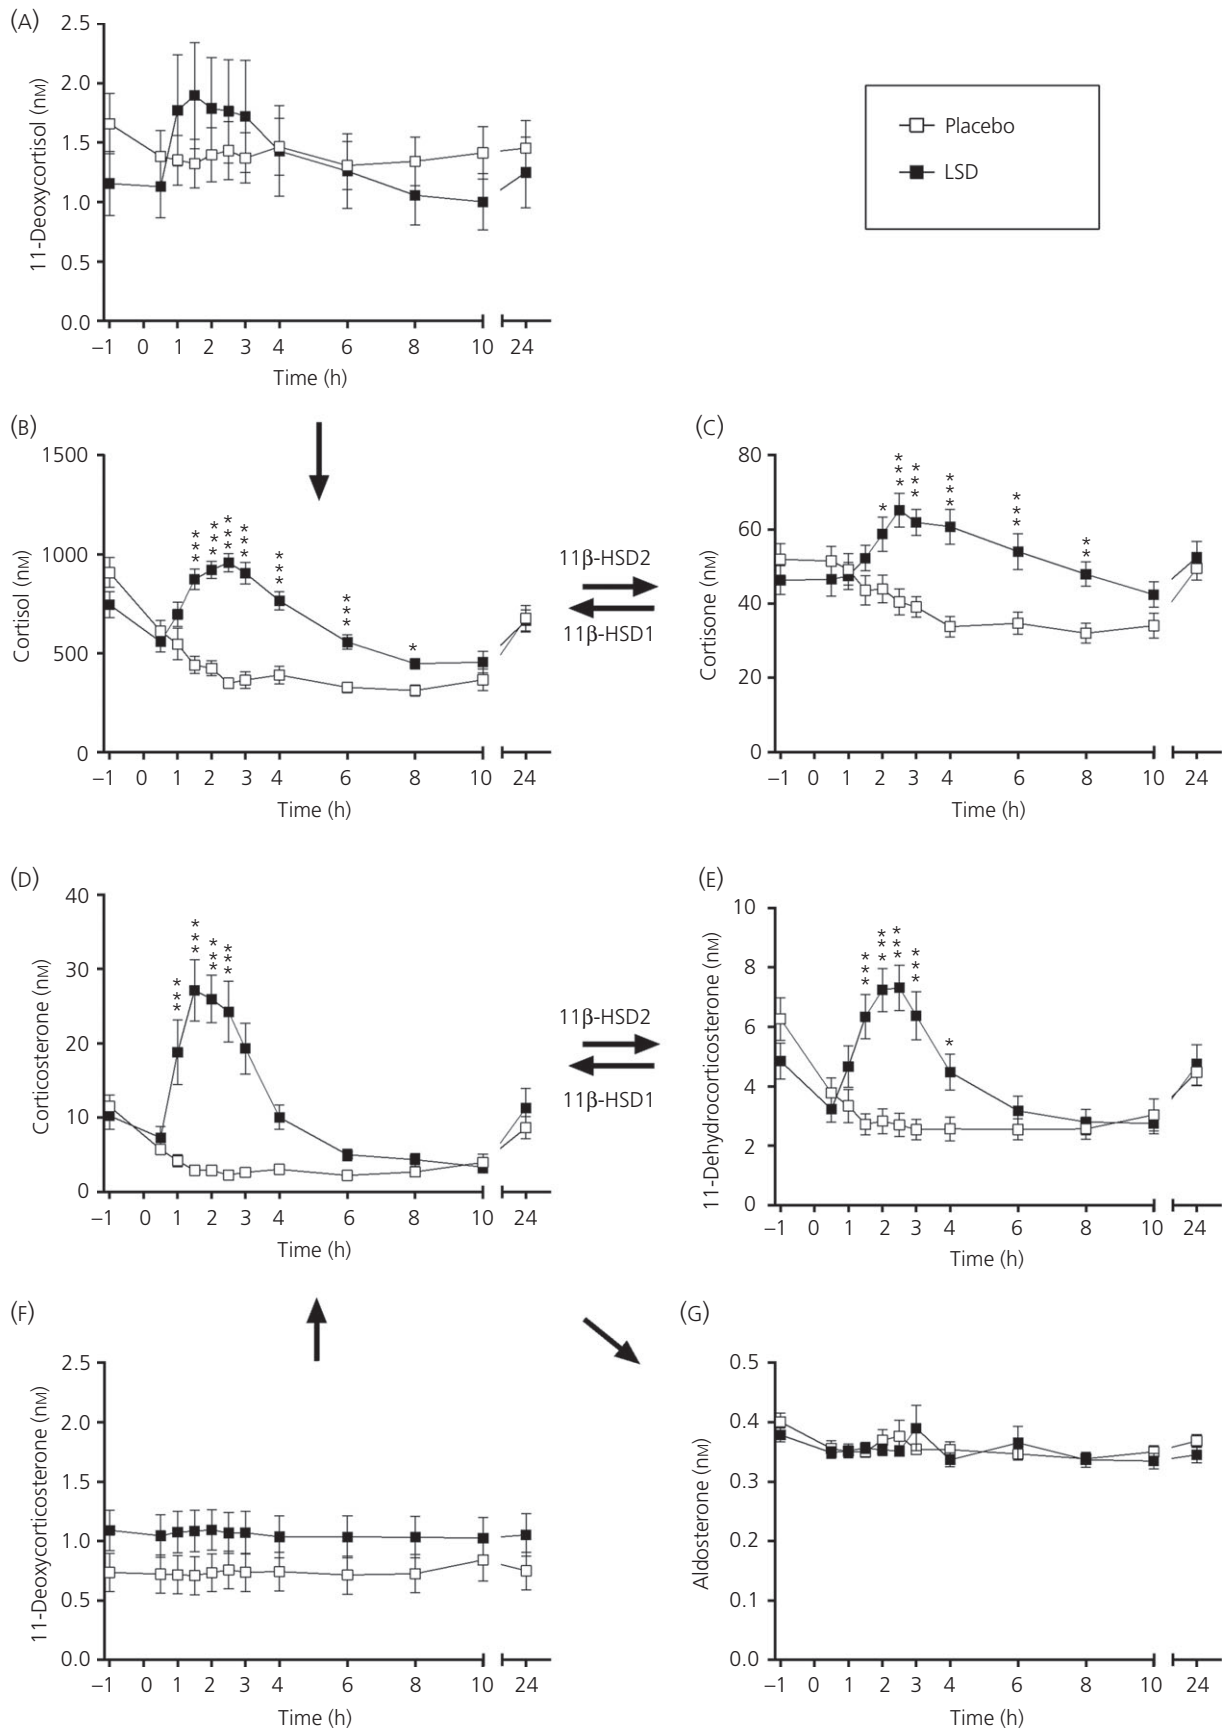 (A)
2.5
2.0
1.5
1.0
0.5
0.0
11-Deoxycortisol (nM)
−1 0 1 2 3 4 6 8 10 24
Time (h)
Placebo
LSD
(B)
1500
1000
500
0
Cortisol (nM)
*** *** *** *** *** *** *
−1 0 1 2 3 4 6 8 10 24
Time (h)
11β-HSD2
11β-HSD1
(C)
80
60
40
20
0
Cortisone (nM)
* *** *** *** *** **
−1 0 1 2 3 4 6 8 10 24
Time (h)
(D)
40
30
20
10
0
Corticosterone (nM)
*** *** *** ***
−1 0 1 2 3 4 6 8 10 24
Time (h)
11β-HSD2
11β-HSD1
(E)
10
8
6
4
2
0
11-Dehydrocorticosterone (nM)
*** *** *** *** *
−1 0 1 2 3 4 6 8 10 24
Time (h)
(F)
2.5
2.0
1.5
1.0
0.5
0.0
11-Deoxycorticosterone (nM)
−1 0 1 2 3 4 6 8 10 24
Time (h)
(G)
0.5
0.4
0.3
0.2
0.1
0.0
Aldosterone (nM)
−1 0 1 2 3 4 6 8 10 24
Time (h)